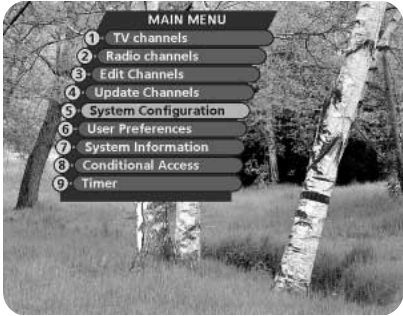 MAIN MENU
1 TV channels
2 Radio channels
3 Edit Channels
4 Update Channels
5 System Configuration
6 User Preferences
7 System Information
8 Conditional Access
9 Timer